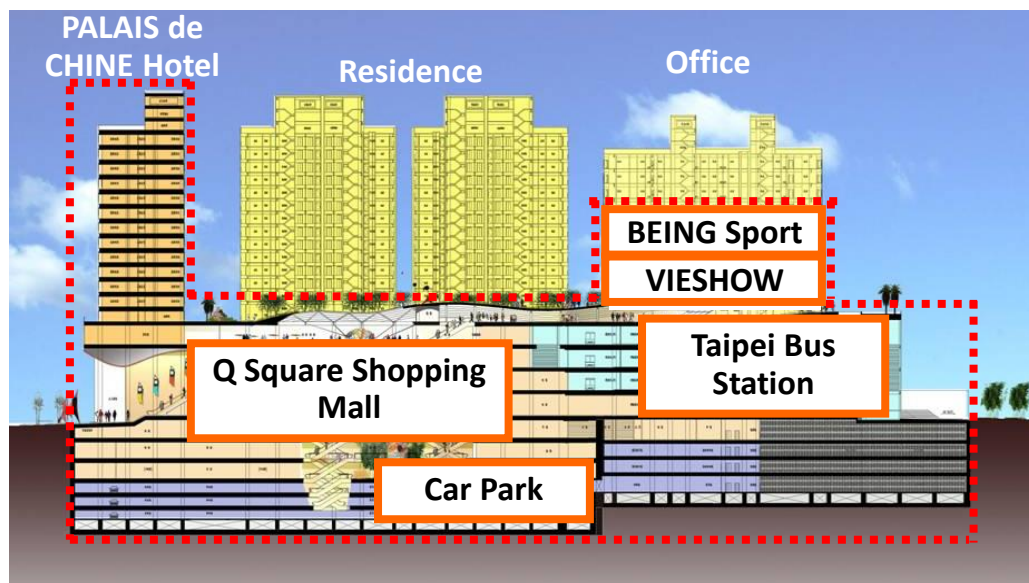 PALAIS de
CHINE Hotel
Residence
Office
BEING Sport
VIESHOW
Taipei Bus
Station
Q Square Shopping
Mall
Car Park